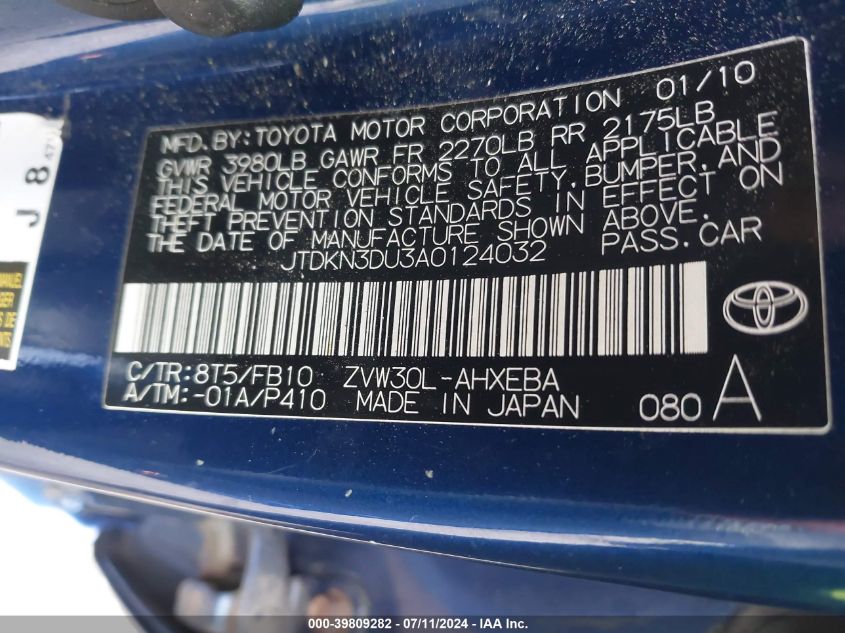 MFD.BY:TOYOTA MOTOR CORPORATION 01/10
GVWR 3980LB GAWR FR 2270LB RR 2175LB
THIS VEHICLE CONFORMS TO ALL APPLICABLE
FEDERAL MOTOR VEHICLE SAFETY,BUMPER,AND
THEFT PREVENTION STANDARDS IN EFFECT ON
THE DATE OF MANUFACTURE SHOWN ABOVE.
JTDKN3DU3A0124032 PASS.CAR
C/TR:8T5/FB10 ZVW30L-AHXEBA
A/TM:-01A/P410 MADE IN JAPAN 080 A
J 8
000-39809282 - 07/11/2024 - IAAI.com